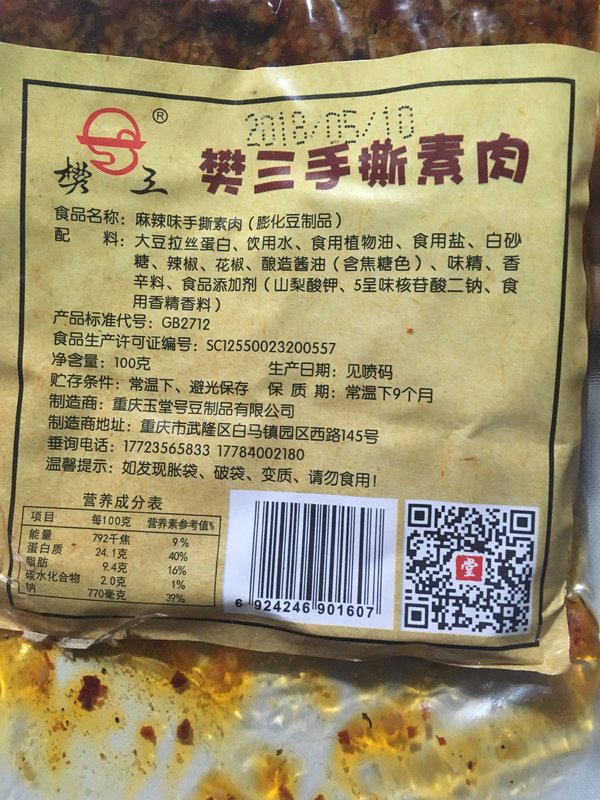 2018/05/10
®
樊三
樊三手撕素肉
食品名称：麻辣味手撕素肉（膨化豆制品）
配 料：大豆拉丝蛋白、饮用水、食用植物油、食用盐、白砂
糖、辣椒、花椒、酿造酱油（含焦糖色）、味精、香
辛料、食品添加剂（山梨酸钾、5呈味核苷酸二钠、食
用香精香料）
产品标准代号：GB2712
食品生产许可证编号：SC12550023200557
净含量：100克 生产日期：见喷码
贮存条件：常温下、避光保存 保 质 期：常温下9个月
制造商：重庆玉堂号豆制品有限公司
制造商地址：重庆市武隆区白马镇园区西路145号
垂询电话：17723565833 17784002180
温馨提示：如发现胀袋、破袋、变质、请勿食用！
营养成分表
项目 每100克 营养素参考值%
能量 792千焦 9%
蛋白质 24.1克 40%
脂肪 9.4克 16%
碳水化合物 2.0克 1%
钠 770毫克 39%
6 924246 901607
堂